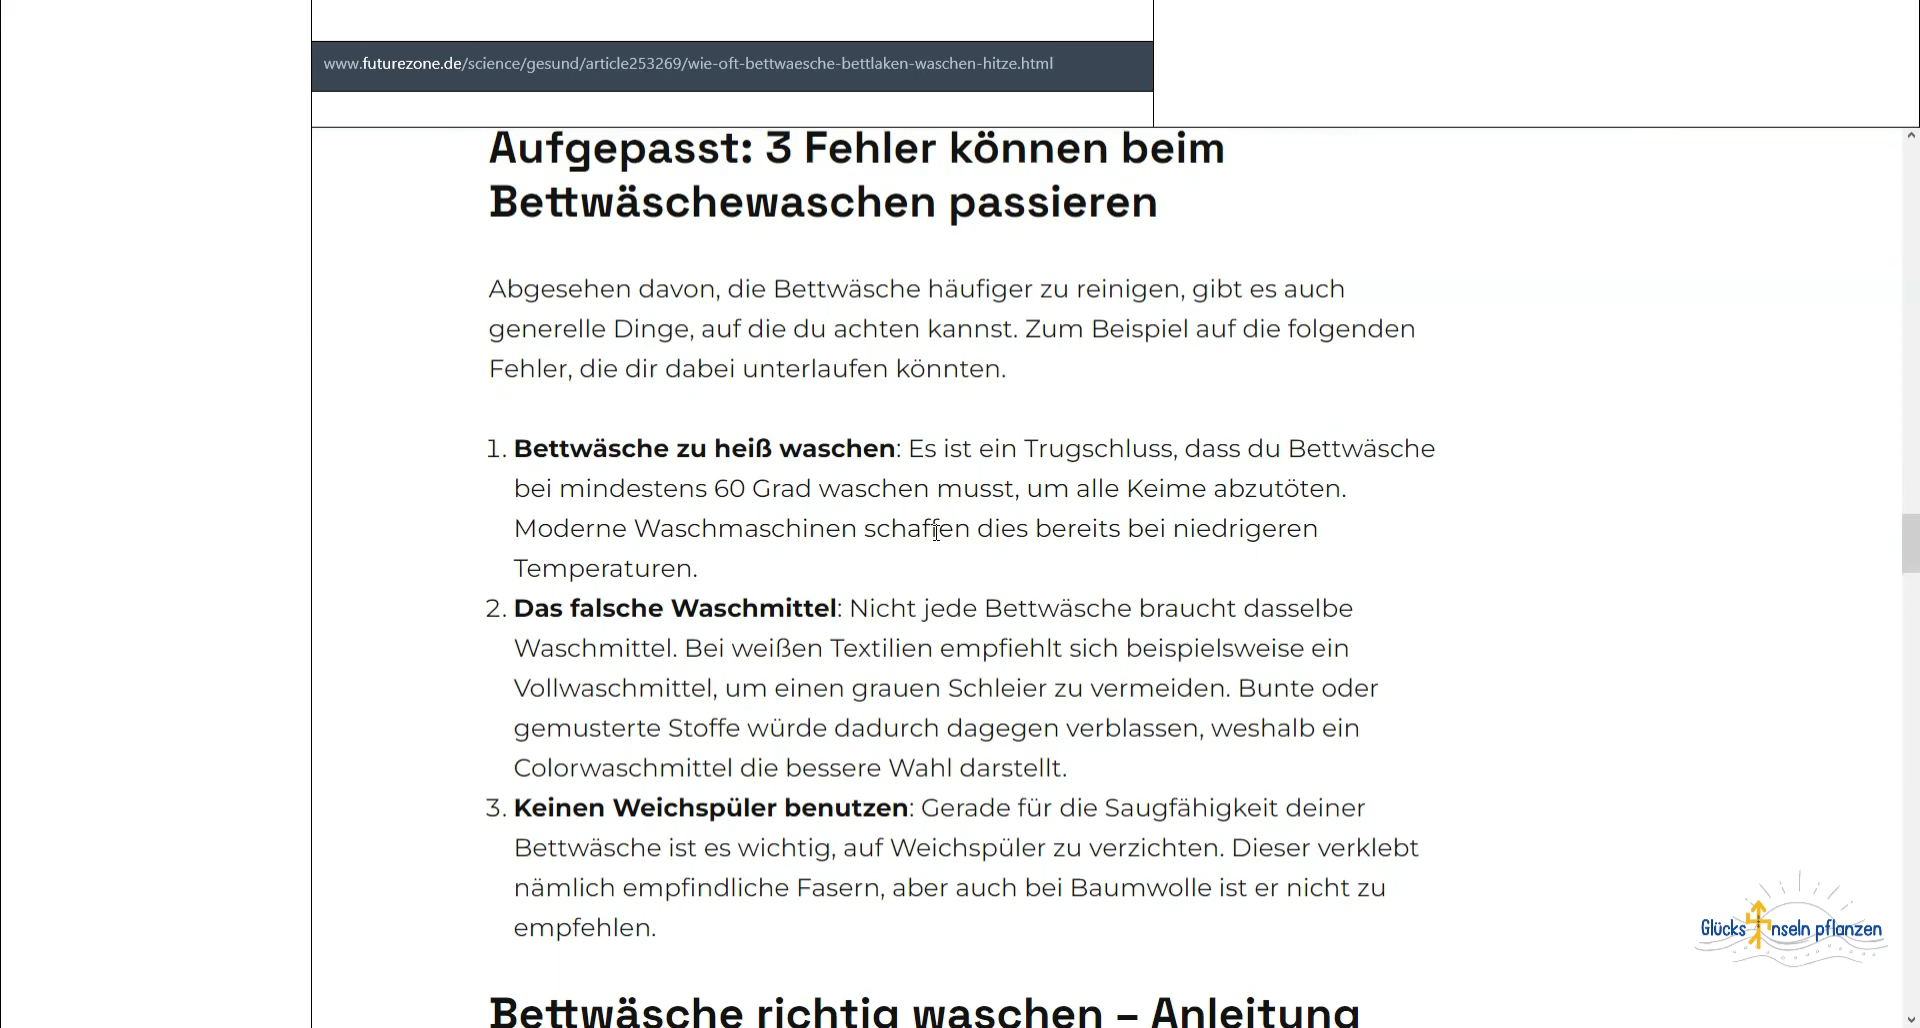 www.futurezone.de/science/gesund/article253269/wie-oft-bettwaesche-bettlaken-waschen-hitze.html
Aufgepasst: 3 Fehler können beim
Bettwäschewaschen passieren
Abgesehen davon, die Bettwäsche häufiger zu reinigen, gibt es auch
generelle Dinge, auf die du achten kannst. Zum Beispiel auf die folgenden
Fehler, die dir dabei unterlaufen könnten.
1. Bettwäsche zu heiß waschen: Es ist ein Trugschluss, dass du Bettwäsche
bei mindestens 60 Grad waschen musst, um alle Keime abzutöten.
Moderne Waschmaschinen schaffen dies bereits bei niedrigeren
Temperaturen.
2. Das falsche Waschmittel: Nicht jede Bettwäsche braucht dasselbe
Waschmittel. Bei weißen Textilien empfiehlt sich beispielsweise ein
Vollwaschmittel, um einen grauen Schleier zu vermeiden. Bunte oder
gemusterte Stoffe würde dadurch dagegen verblassen, weshalb ein
Colorwaschmittel die bessere Wahl darstellt.
3. Keinen Weichspüler benutzen: Gerade für die Saugfähigkeit deiner
Bettwäsche ist es wichtig, auf Weichspüler zu verzichten. Dieser verklebt
nämlich empfindliche Fasern, aber auch bei Baumwolle ist er nicht zu
empfehlen.
Glücks Inseln pflanzen
Bettwäsche richtig waschen – Anleitung